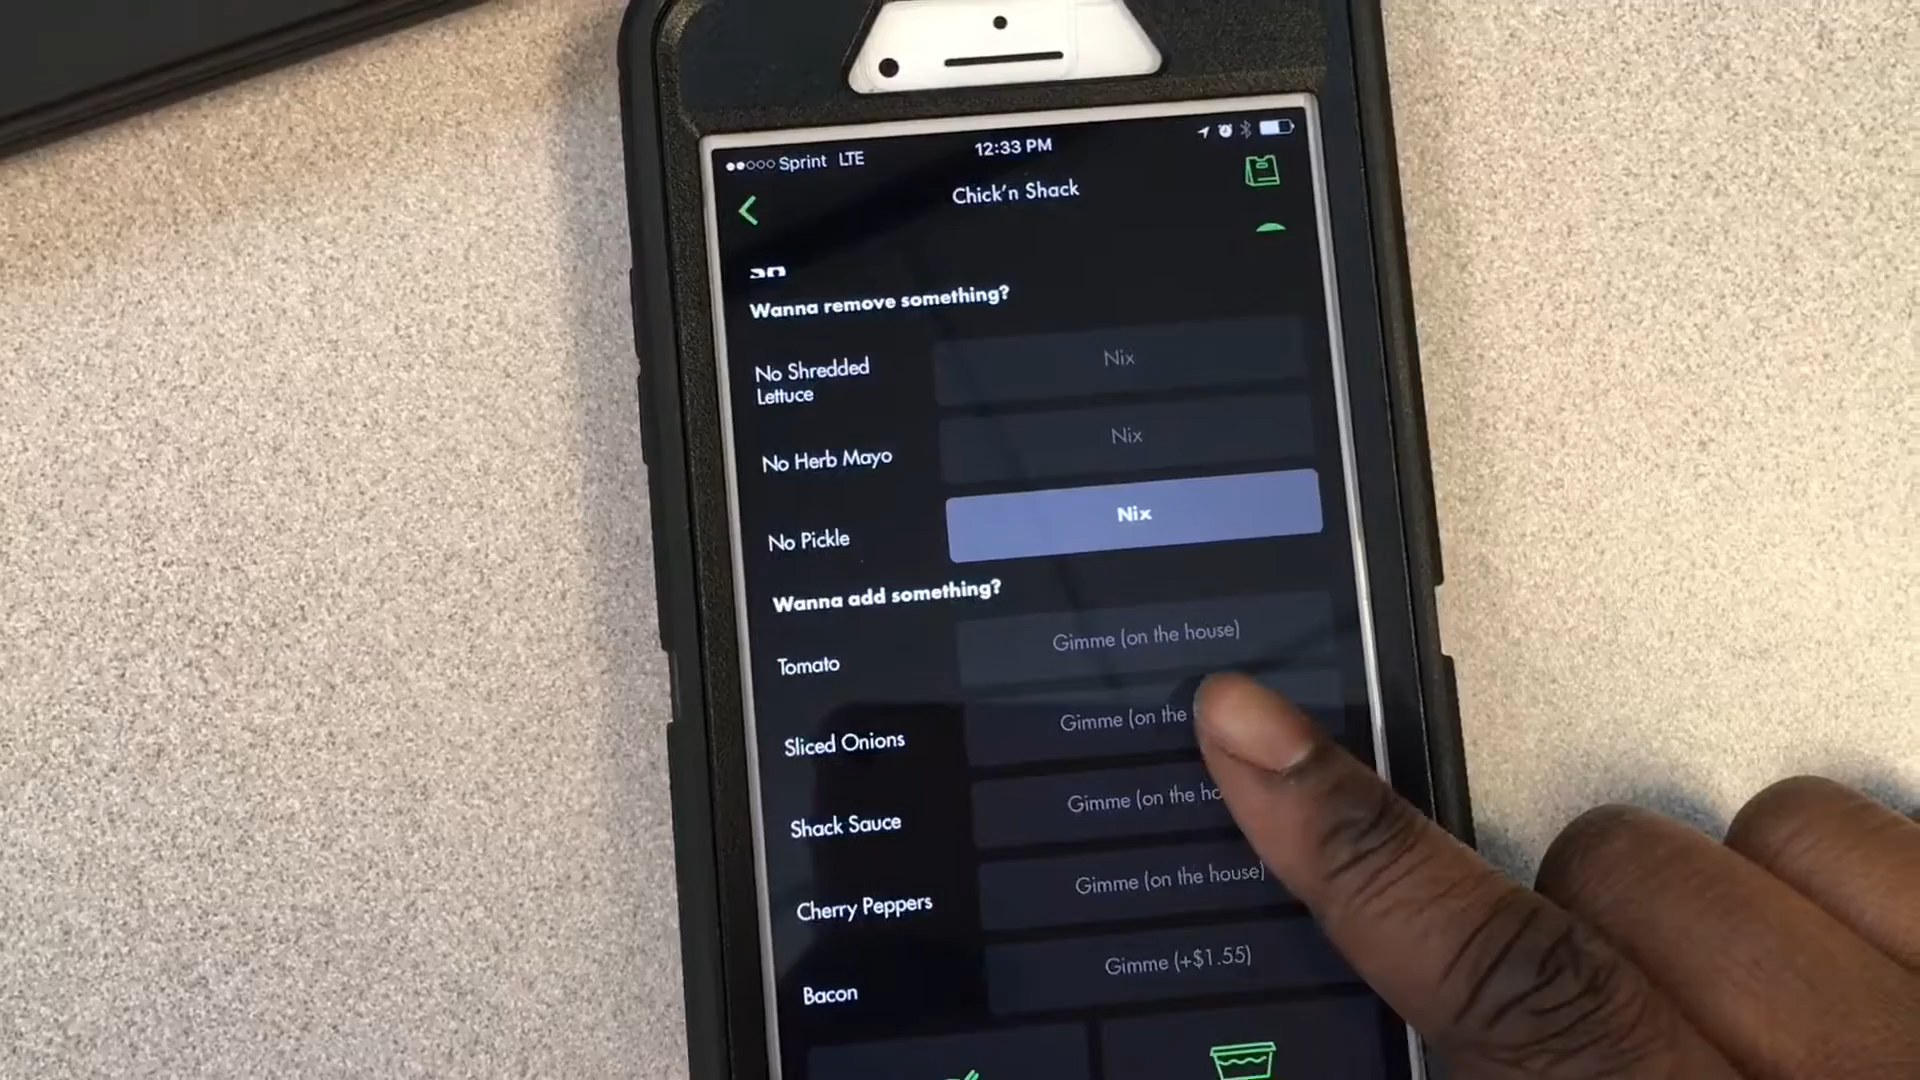 Sprint LTE
12:33 PM
Chick'n Shack
Wanna remove something?
No Shredded
Lettuce
Nix
No Herb Mayo
Nix
No Pickle
Nix
Wanna add something?
Tomato
Gimme (on the house)
Sliced Onions
Gimme (on the
Shack Sauce
Gimme (on the ho
Cherry Peppers
Gimme (on the house)
Bacon
Gimme (+$1.55)